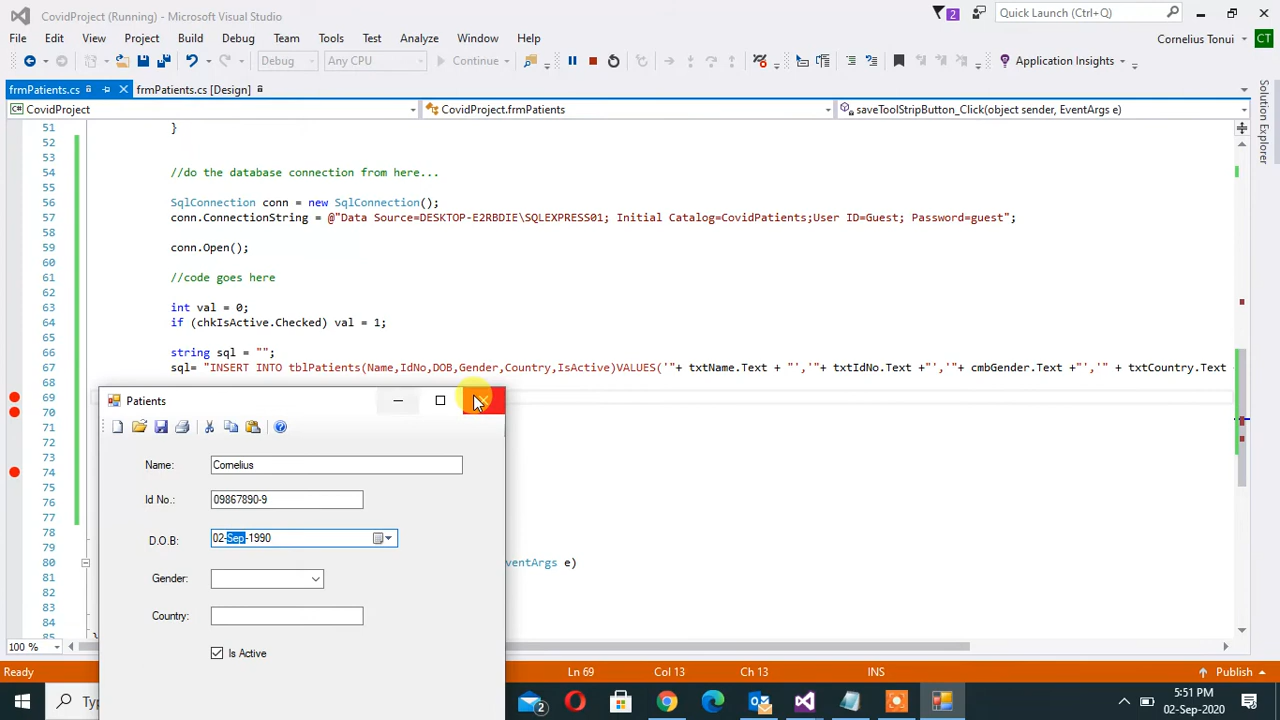 CovidProject (Running) - Microsoft Visual Studio
2
Quick Launch (Ctrl+Q)
File Edit View Project Build Debug Team Tools Test Analyze Window Help
Cornelius Tonui CT
Debug Any CPU Continue Application Insights
frmPatients.cs frmPatients.cs [Design]
CovidProject CovidProject.frmPatients saveToolStripButton_Click(object sender, EventArgs e)
Solution Explorer
51 }
52
53
54 //do the database connection from here...
55
56 SqlConnection conn = new SqlConnection();
57 conn.ConnectionString = @"Data Source=DESKTOP-E2RBDIE\SQLEXPRESS01; Initial Catalog=CovidPatients;User ID=Guest; Password=guest";
58
59 conn.Open();
60
61 //code goes here
62
63 int val = 0;
64 if (chkIsActive.Checked) val = 1;
65
66 string sql = "";
67 sql= "INSERT INTO tblPatients(Name,IdNo,DOB,Gender,Country,IsActive)VALUES('"+ txtName.Text + "','"+ txtIdNo.Text +"','"+ cmbGender.Text +"','" + txtCountry.Text
68
69
70
71
72
73
74
75
76
77
78
79
80 ventArgs e)
81
82
83
84
85 }
Patients
Name: Cornelius
Id No.: 09867890-9
D.O.B: 02-Sep-1990
Gender:
Country:
Is Active
100 %
Ready Ln 69 Col 13 Ch 13 INS Publish
Ty
2
5:51 PM
02-Sep-2020